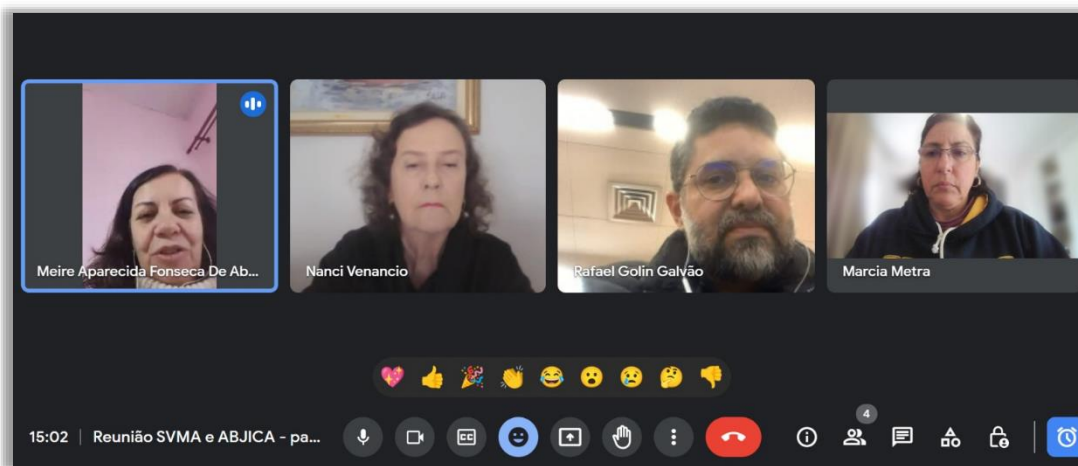 Meire Aparecida Fonseca De Ab...
Nanci Venancio
Rafael Golin Galvão
Marcia Metra
4
15:02 | Reunião SVMA e ABJICA - pa...
CC